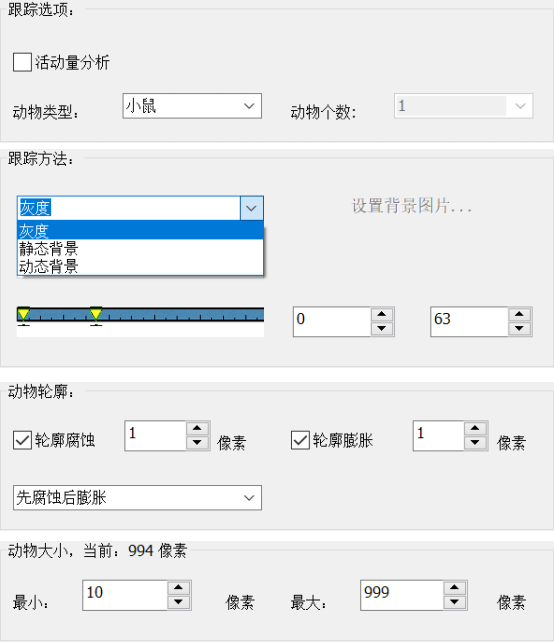 跟踪选项:
活动量分析
动物类型:
小鼠
动物个数:
1
跟踪方法:
灰度
设置背景图片...
灰度
静态背景
动态背景
0
63
动物轮廓:
轮廓腐蚀
1
像素
轮廓膨胀
1
像素
先腐蚀后膨胀
动物大小, 当前: 994 像素
最小:
10
像素
最大:
999
像素